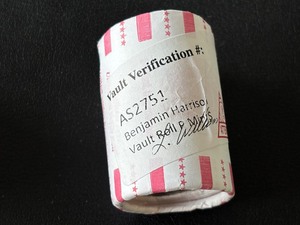 Vault Verification #:
AS2751
Benjamin Harrison
Vault Roll P Mint